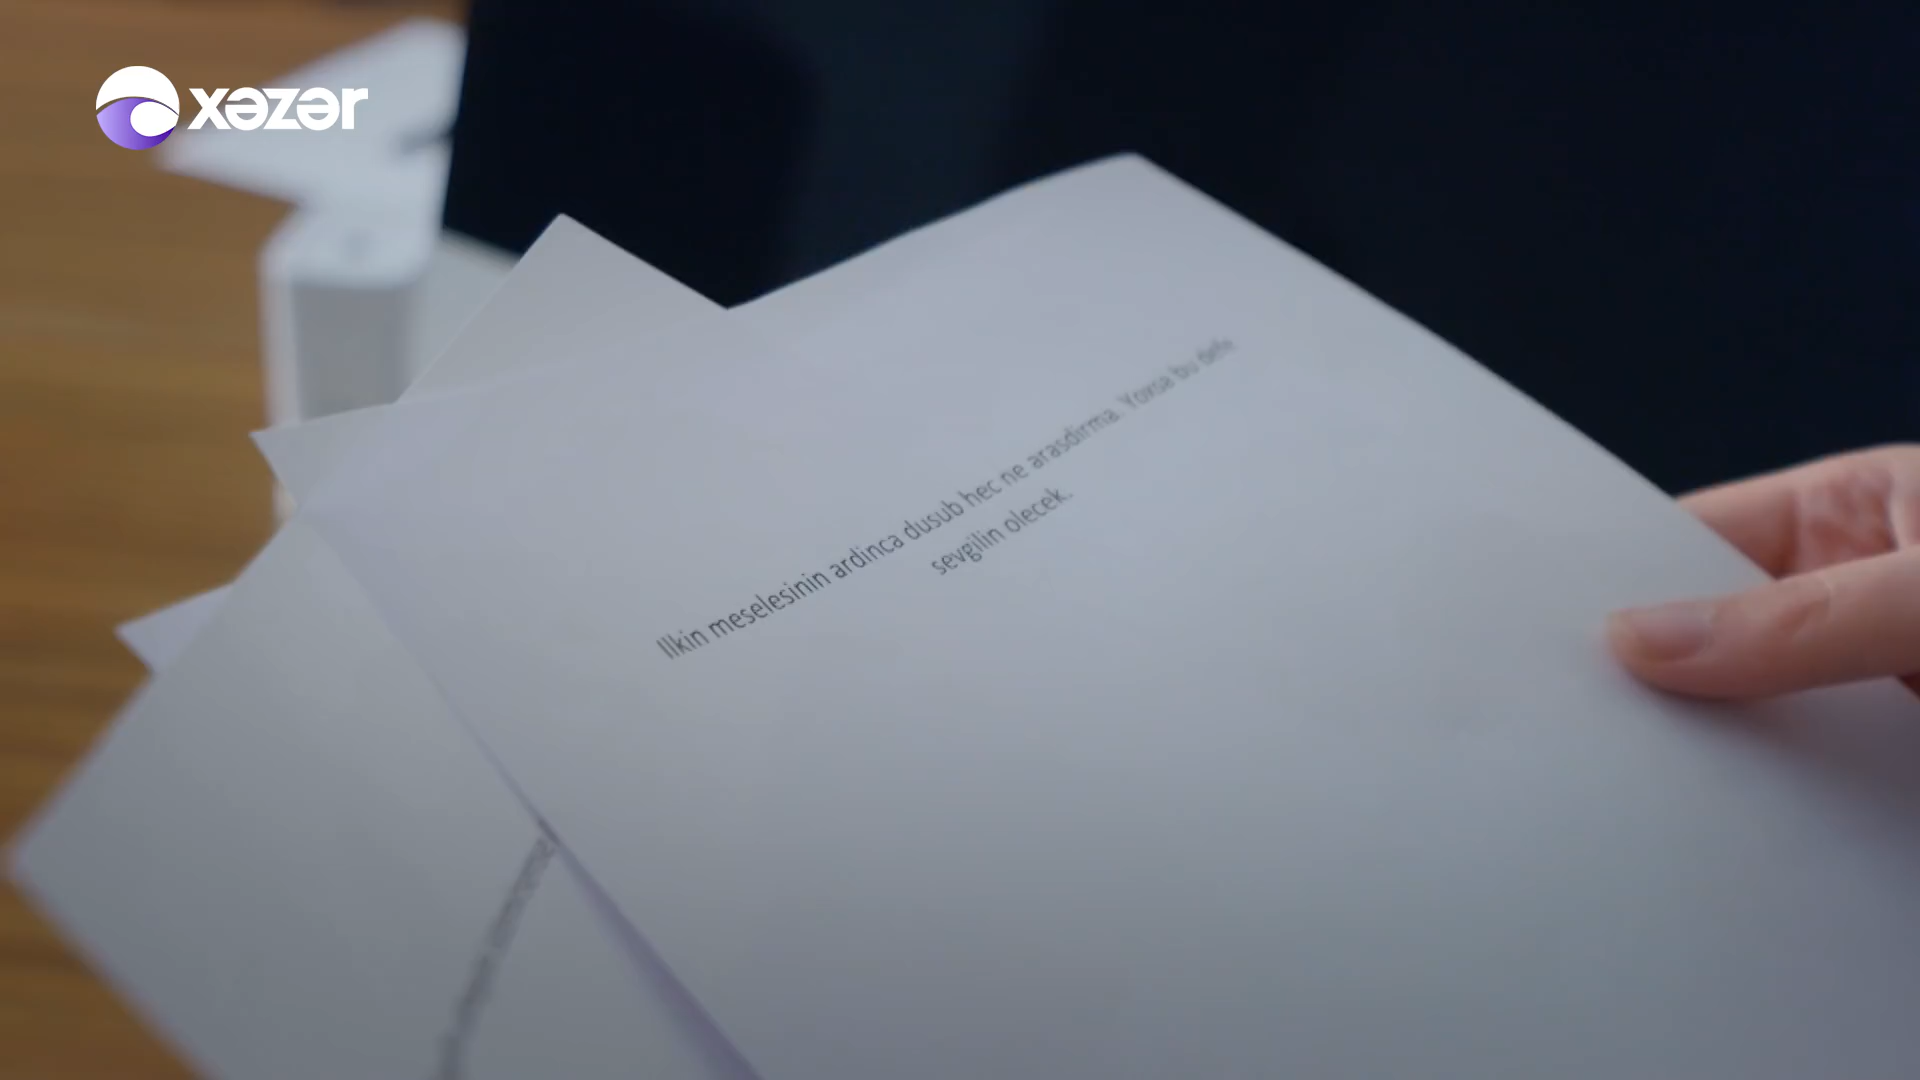 xəzər
Ilkin meselesinin ardinca dusub hec ne arasdirma. Yoxsa bu defe
sevgilin olecek.